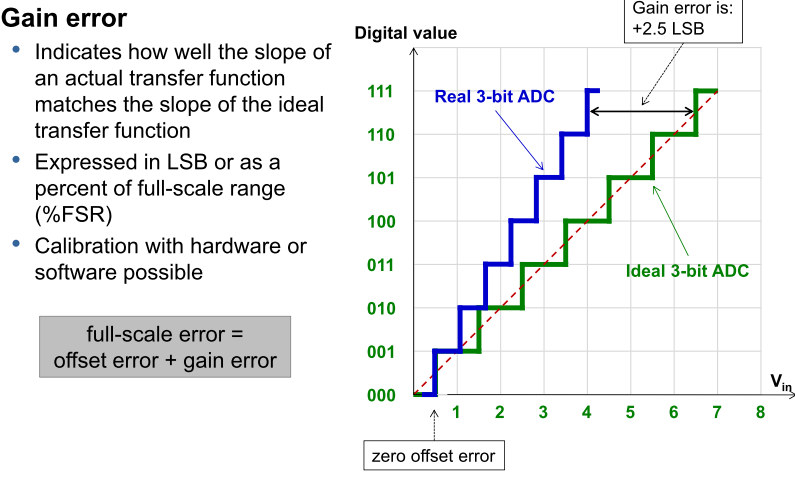 Gain error
• Indicates how well the slope of
an actual transfer function
matches the slope of the ideal
transfer function
• Expressed in LSB or as a
percent of full-scale range
(%FSR)
• Calibration with hardware or
software possible
full-scale error =
offset error + gain error
Digital value
Gain error is:
+2.5 LSB
Real 3-bit ADC
Ideal 3-bit ADC
111
110
101
100
011
010
001
000
1 2 3 4 5 6 7 8
Vin
zero offset error